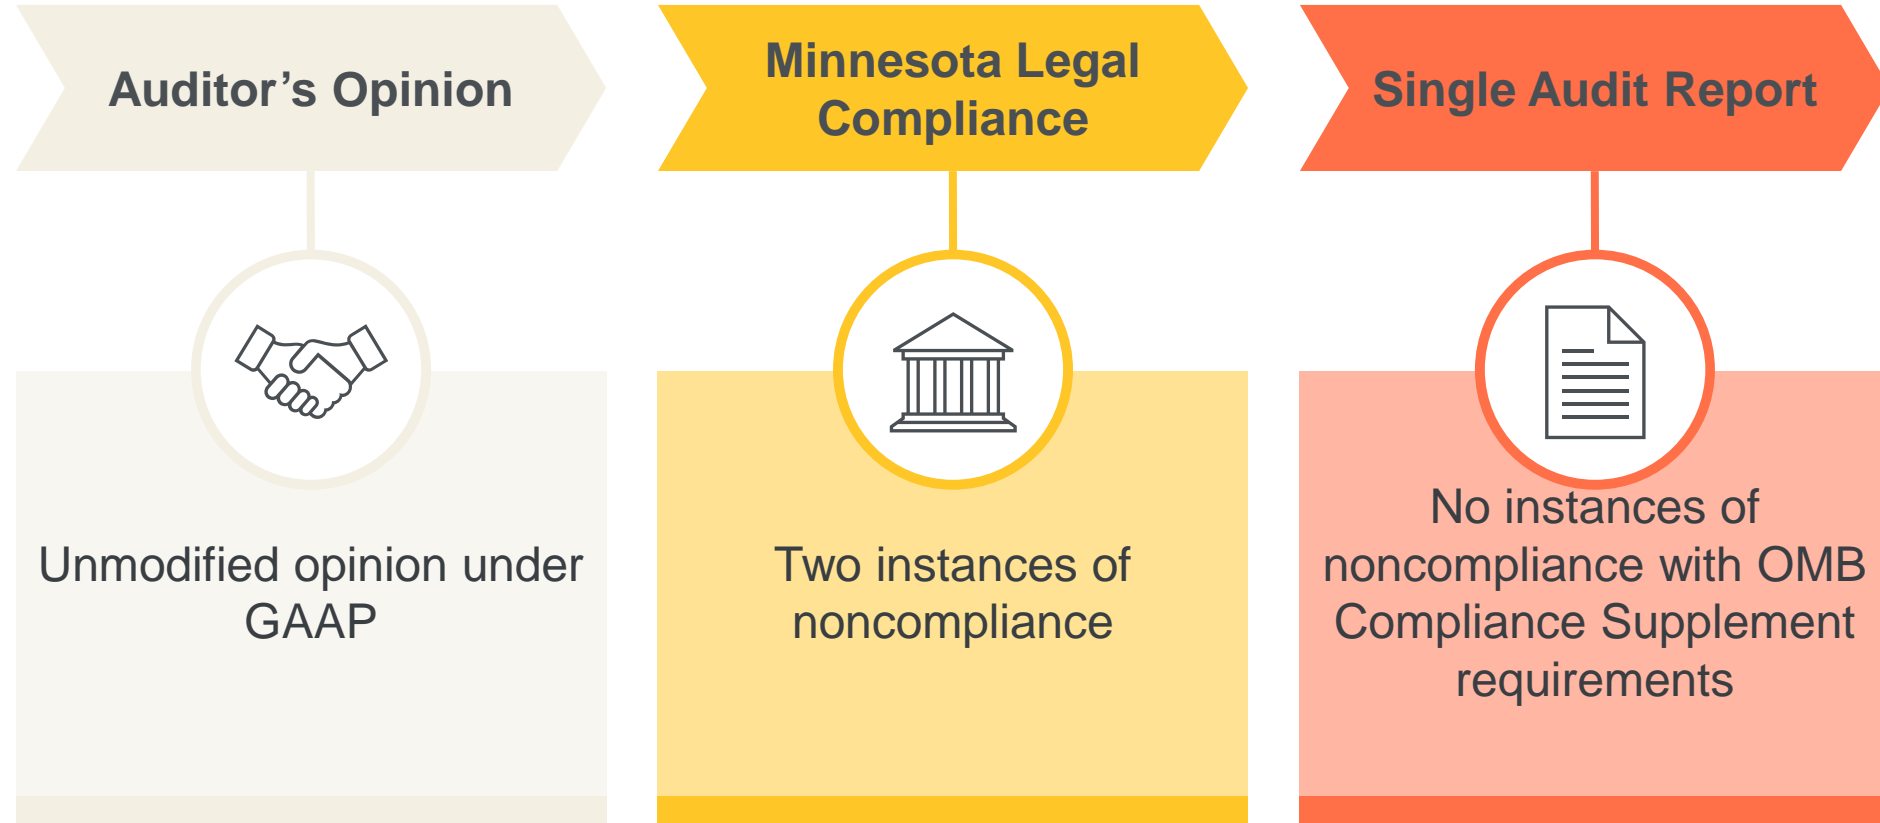 Auditor’s Opinion
Minnesota Legal
Compliance
Single Audit Report
Unmodified opinion under
GAAP
Two instances of
noncompliance
No instances of
noncompliance with OMB
Compliance Supplement
requirements